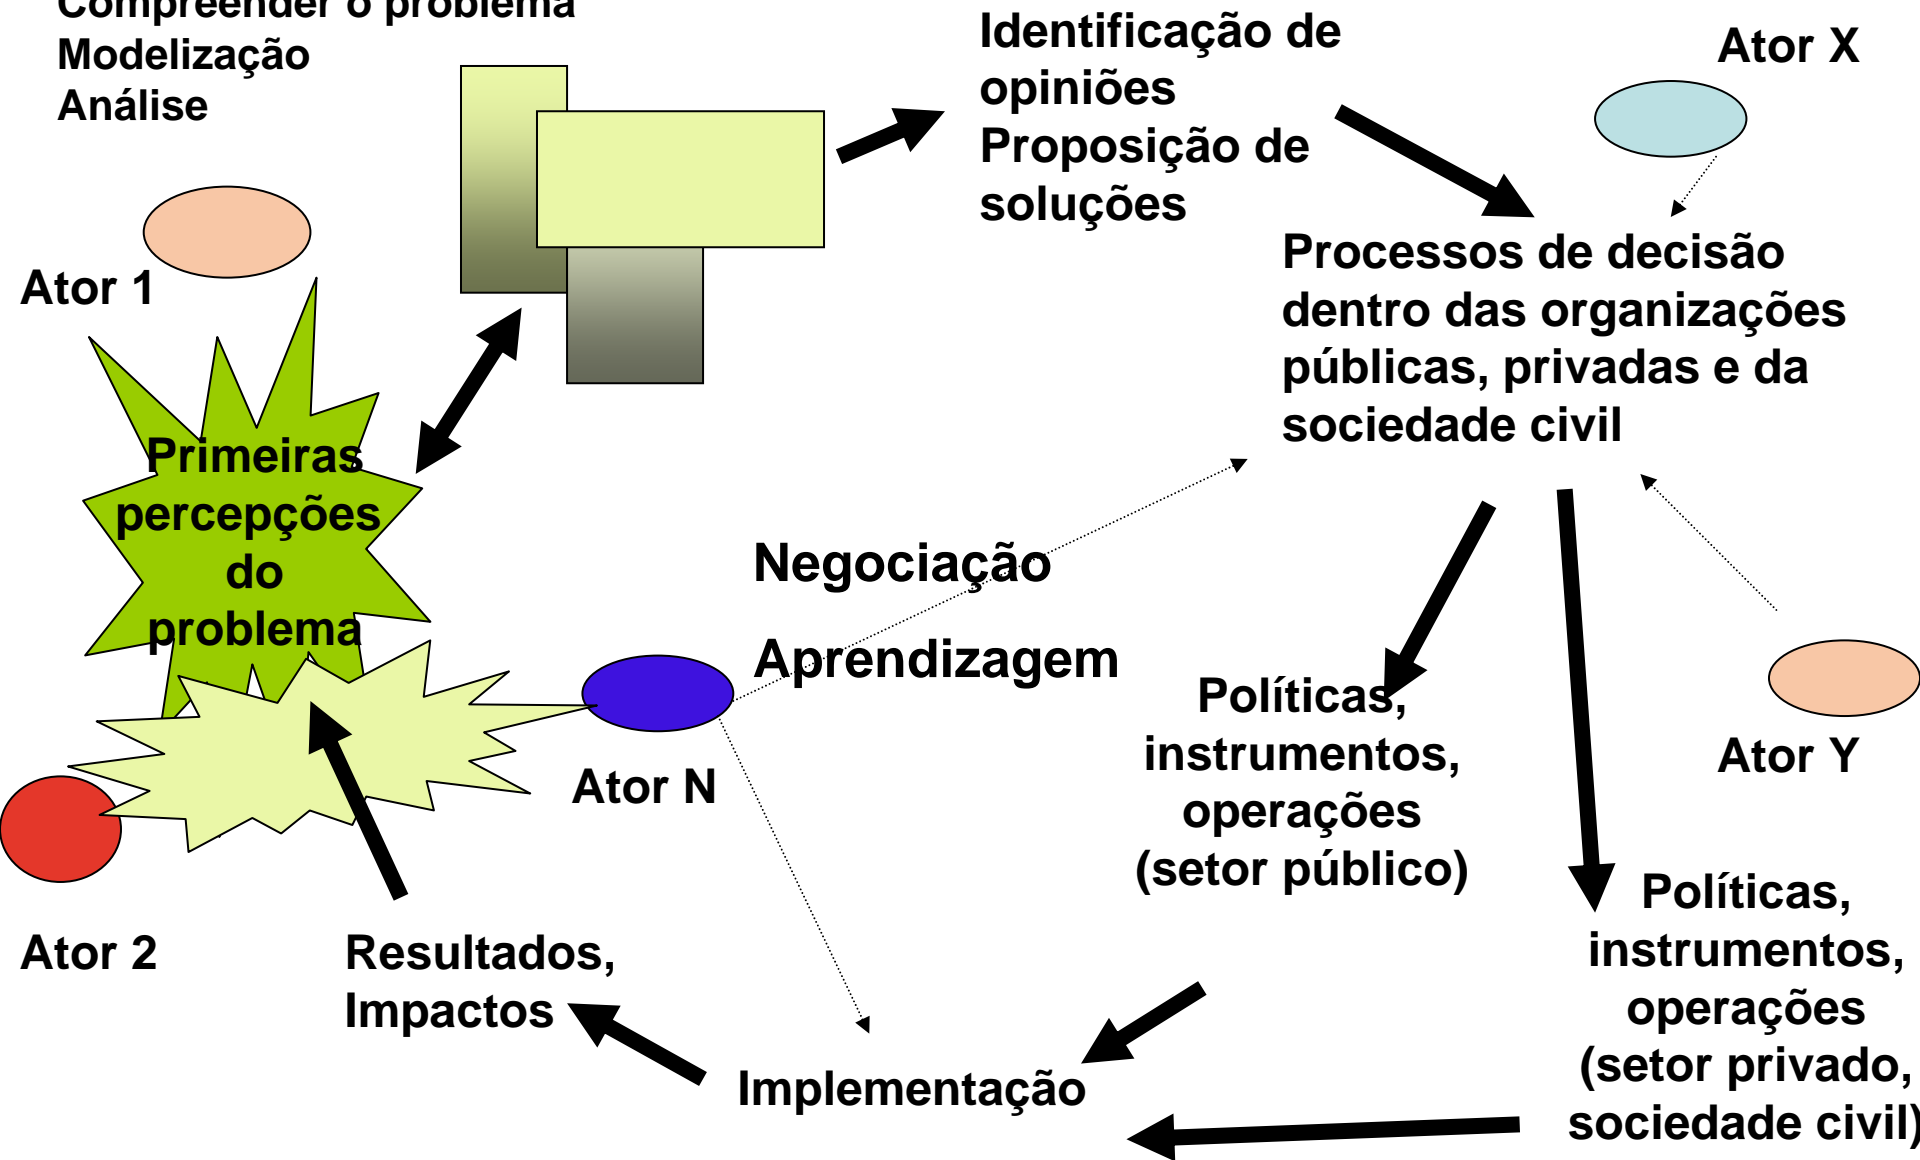 Compreender o problema
Modelização
Análise
Identificação de
opiniões
Proposição de
soluções
Ator X
Ator 1
Processos de decisão
dentro das organizações
públicas, privadas e da
sociedade civil
Primeiras
percepções
do
problema
Negociação
Aprendizagem
Ator N
Políticas,
instrumentos,
operações
(setor público)
Ator Y
Ator 2
Resultados,
Impactos
Implementação
Políticas,
instrumentos,
operações
(setor privado,
sociedade civil)